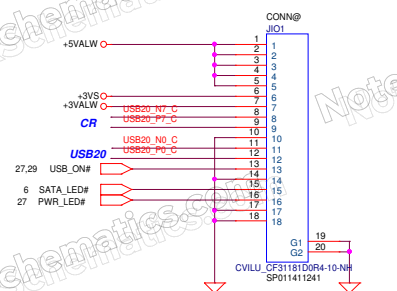 CONN@
JIO1
+5VALW 1 1
2 2
3 3
4 4
5 5
+3VS 6 6
+3VALW 7 7
USB20_N7_C 8 8
CR USB20_P7_C 9 9
10 10
USB20_N0_C 11 11
USB20 USB20_P0_C 12 12
27,29 USB_ON# 13 13
14 14
6 SATA_LED# 15 15
27 PWR_LED# 16 16
17 17
18 18
G1 19
G2 20
CVILU_CF31181D0R4-10-NH
SP011411241
chematics.com
Note